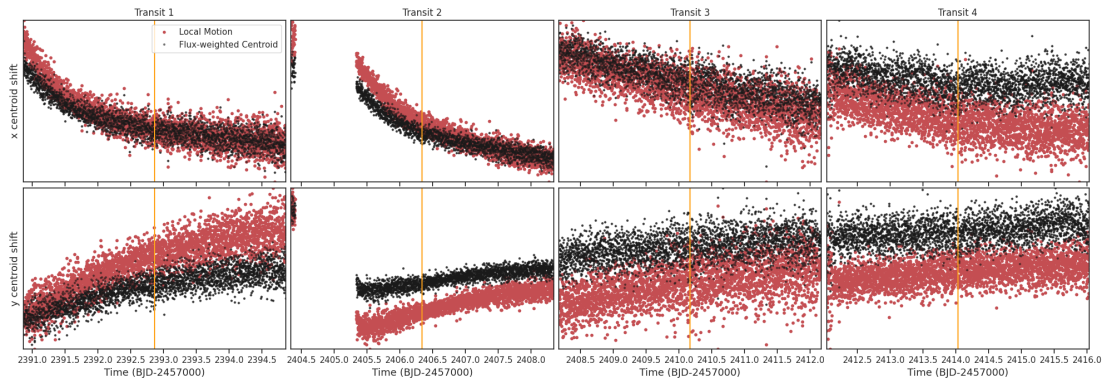 Transit 1
Transit 2
Transit 3
Transit 4
Local Motion
Flux-weighted Centroid
x centroid shift
y centroid shift
2391.0 2391.5 2392.0 2392.5 2393.0 2393.5 2394.0 2394.5
2404.5 2405.0 2405.5 2406.0 2406.5 2407.0 2407.5 2408.0
2408.5 2409.0 2409.5 2410.0 2410.5 2411.0 2411.5 2412.0
2412.5 2413.0 2413.5 2414.0 2414.5 2415.0 2415.5 2416.0
Time (BJD-2457000)
Time (BJD-2457000)
Time (BJD-2457000)
Time (BJD-2457000)